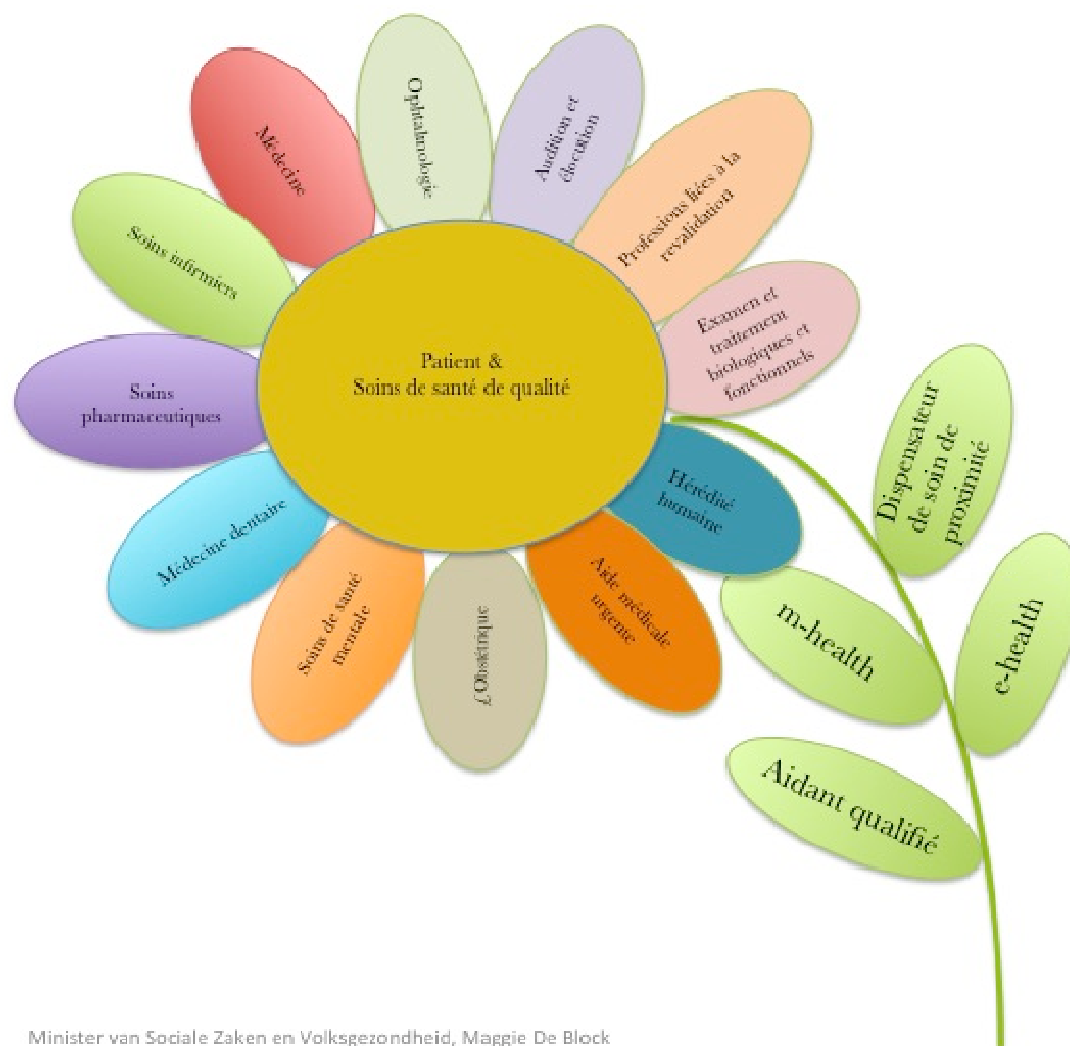 Ophtalmologie
Audition et
élocution
Professions liées à la
revalidation
Examen et
traitement
biologiques et
fonctionnels
Hérédité
humaine
Aide médicale
urgente
L'Obstétrique
Soins de santé
mentale
Médecine dentaire
Soins
pharmaceutiques
Soins infirmiers
Médecine
Patient &
Soins de santé de qualité
Dispensateur
de soin de
proximité
e-health
m-health
Aidant qualifié
Minister van Sociale Zaken en Volksgezondheid, Maggie De Block